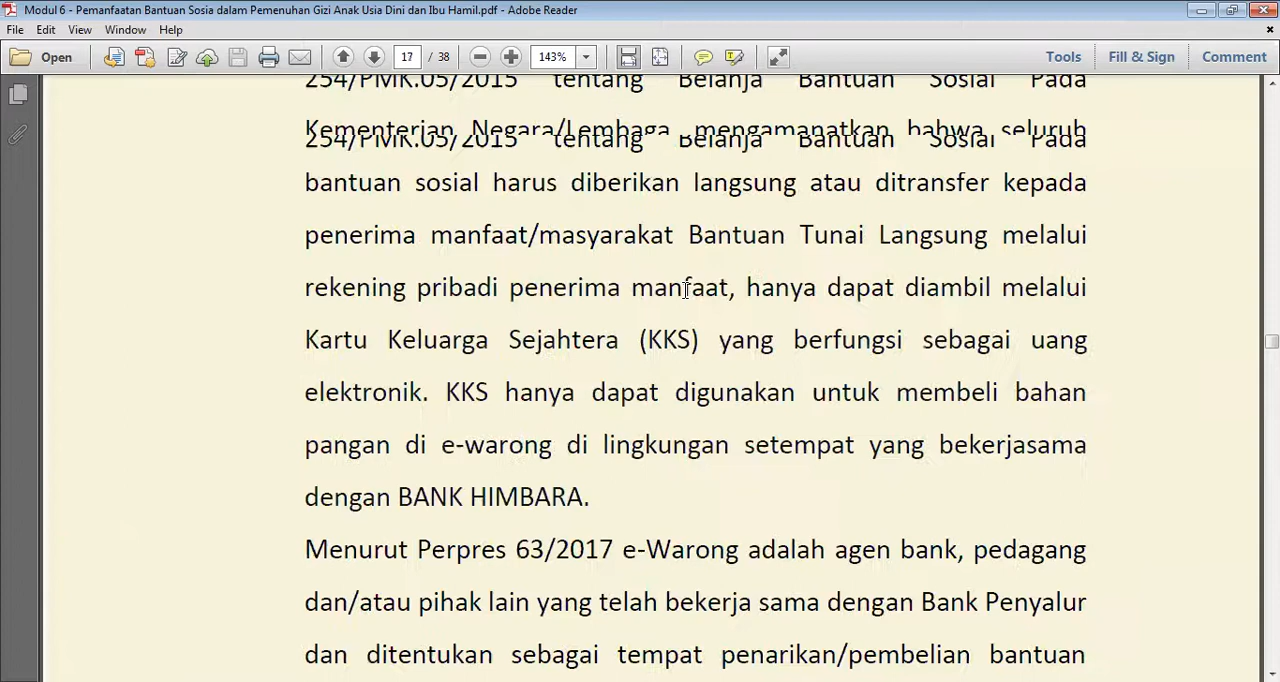 Modul 6 - Pemanfaatan Bantuan Sosia dalam Pemenuhan Gizi Anak Usia Dini dan Ibu Hamil.pdf - Adobe Reader
File Edit View Window Help
Open 17 / 38 143% Tools Fill & Sign Comment
254/PMK.05/2015 tentang Belanja Bantuan Sosial Pada
Kementerian Negara/Lembaga mengamanatkan bahwa seluruh
254/PMK.05/2015 tentang Belanja Bantuan Sosial Pada
bantuan sosial harus diberikan langsung atau ditransfer kepada
penerima manfaat/masyarakat Bantuan Tunai Langsung melalui
rekening pribadi penerima manfaat, hanya dapat diambil melalui
Kartu Keluarga Sejahtera (KKS) yang berfungsi sebagai uang
elektronik. KKS hanya dapat digunakan untuk membeli bahan
pangan di e-warong di lingkungan setempat yang bekerjasama
dengan BANK HIMBARA.
Menurut Perpres 63/2017 e-Warong adalah agen bank, pedagang
dan/atau pihak lain yang telah bekerja sama dengan Bank Penyalur
dan ditentukan sebagai tempat penarikan/pembelian bantuan